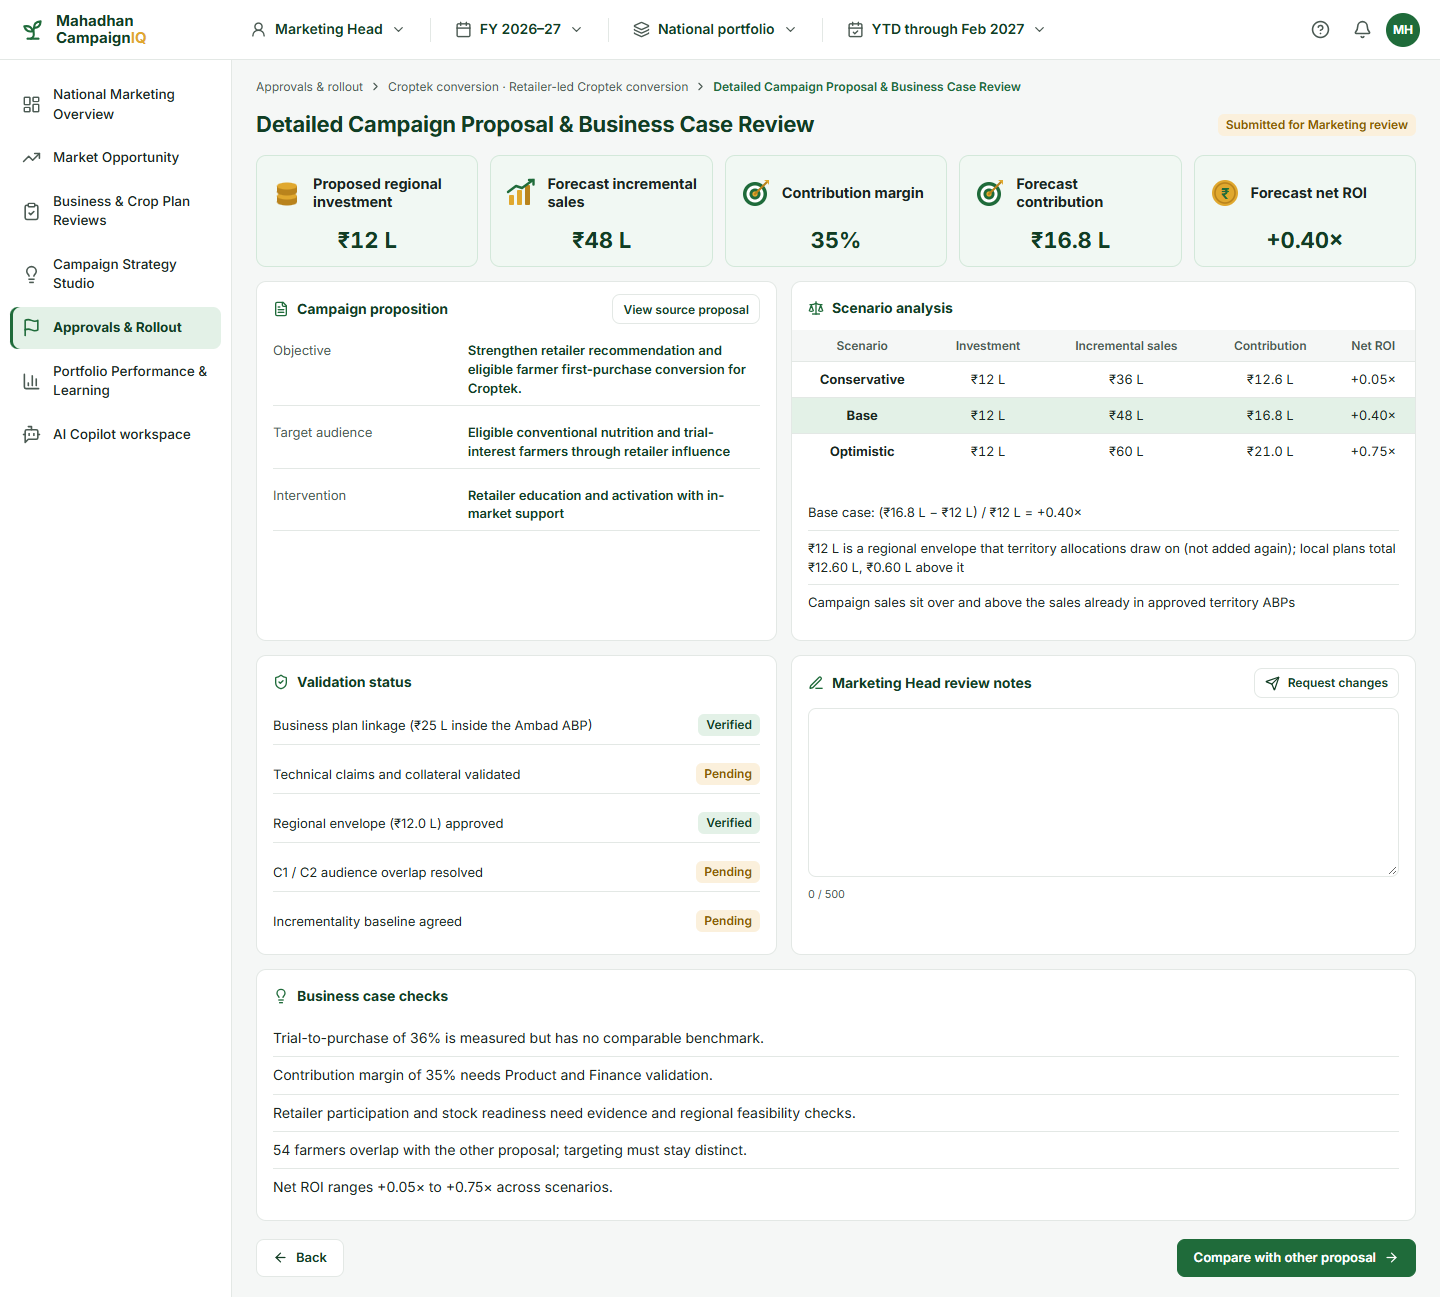 Mahadhan
CampaignIQ
Marketing Head
FY 2026–27
National portfolio
YTD through Feb 2027
MH
National Marketing
Overview
Market Opportunity
Business & Crop Plan
Reviews
Campaign Strategy
Studio
Approvals & Rollout
Portfolio Performance &
Learning
AI Copilot workspace
Approvals & rollout > Croptek conversion · Retailer-led Croptek conversion > Detailed Campaign Proposal & Business Case Review
Detailed Campaign Proposal & Business Case Review
Submitted for Marketing review
Proposed regional
investment
₹12 L
Forecast incremental
sales
₹48 L
Contribution margin
35%
Forecast
contribution
₹16.8 L
₹
Forecast net ROI
+0.40×
Campaign proposition
View source proposal
Objective
Strengthen retailer recommendation and
eligible farmer first-purchase conversion for
Croptek.
Target audience
Eligible conventional nutrition and trial-
interest farmers through retailer influence
Intervention
Retailer education and activation with in-
market support
Scenario analysis
Scenario Investment Incremental sales Contribution Net ROI
Conservative ₹12 L ₹36 L ₹12.6 L +0.05×
Base ₹12 L ₹48 L ₹16.8 L +0.40×
Optimistic ₹12 L ₹60 L ₹21.0 L +0.75×
Base case: (₹16.8 L − ₹12 L) / ₹12 L = +0.40×
₹12 L is a regional envelope that territory allocations draw on (not added again); local plans total
₹12.60 L, ₹0.60 L above it
Campaign sales sit over and above the sales already in approved territory ABPs
Validation status
Business plan linkage (₹25 L inside the Ambad ABP) Verified
Technical claims and collateral validated Pending
Regional envelope (₹12.0 L) approved Verified
C1 / C2 audience overlap resolved Pending
Incrementality baseline agreed Pending
Marketing Head review notes
Request changes
0 / 500
Business case checks
Trial-to-purchase of 36% is measured but has no comparable benchmark.
Contribution margin of 35% needs Product and Finance validation.
Retailer participation and stock readiness need evidence and regional feasibility checks.
54 farmers overlap with the other proposal; targeting must stay distinct.
Net ROI ranges +0.05× to +0.75× across scenarios.
Back
Compare with other proposal